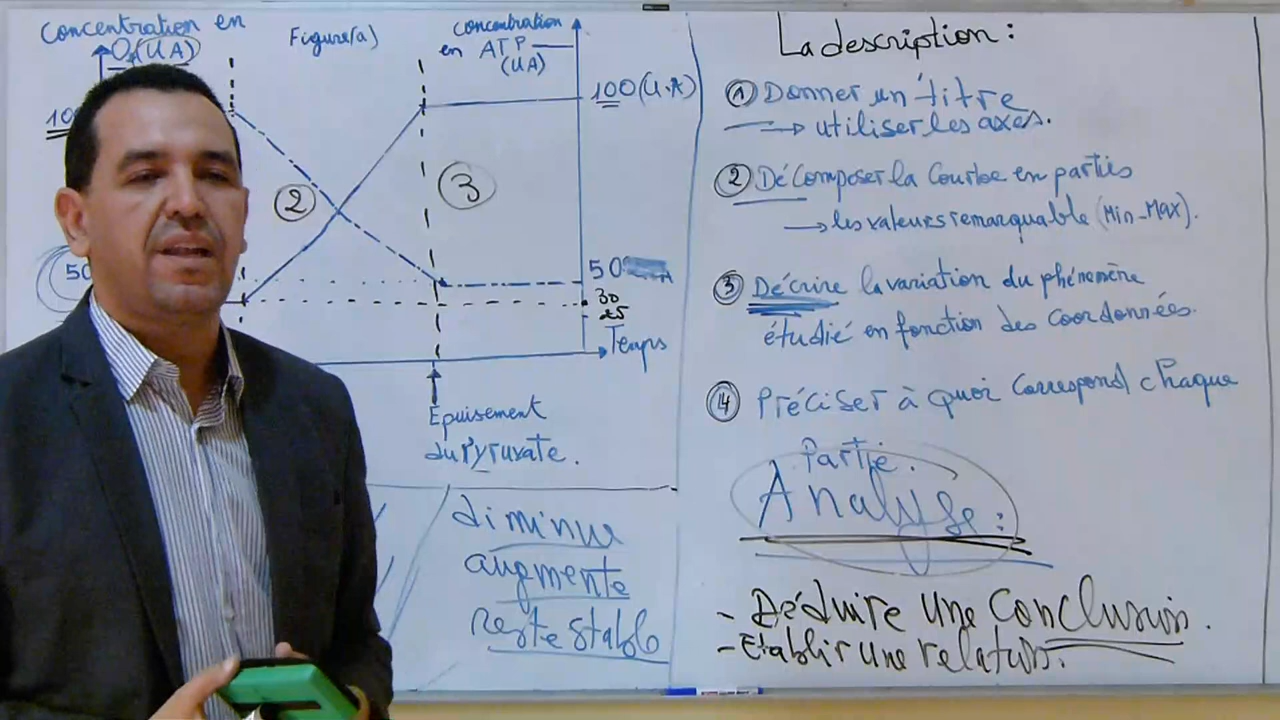 Concentration en
O₂(UA)
Figure(a)
Concentration
en ATP
(UA)
10
100(U.A)
2
3
50
50
30
25
Temps
Epuisement
du Pyruvate.
diminue
augmente
reste stable
La description :
① Donner un titre
→ utiliser les axes.
② Décomposer la Courbe en parties
→ les valeurs remarquable (Min_Max).
③ Décrire la variation du phénomène
étudié en fonction des Coordonnées.
④ Préciser à quoi Correspond chaque
Partie.
Analyse :
- Déduire une Conclusion.
- Etablir une relation.